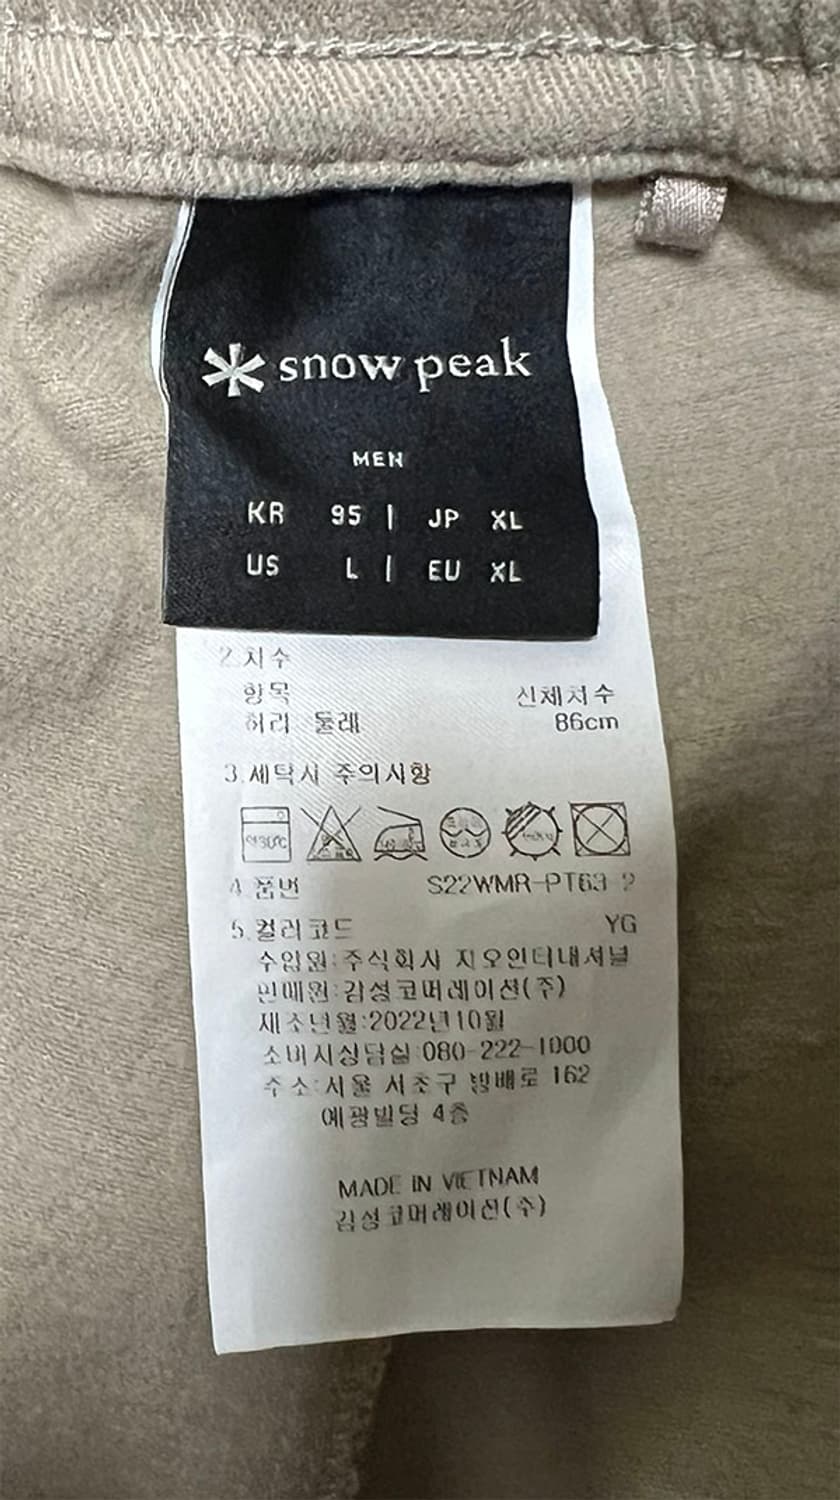 snow peak
MEN
KR 95 | JP XL
US L | EU XL
2.치수
항목 신체치수
허리 둘레 86cm
3.세탁시 주의사항
약30℃
4.품번 S22WMR-PT63 2
5.컬러코드 YG
수입원:주식회사 지오인터내셔널
판매원:감성코퍼레이션(주)
제조년월:2022년10월
소비자상담실:080-222-1000
주소:서울 서초구 방배로 162
예광빌딩 4층
MADE IN VIETNAM
감성코퍼레이션(주)